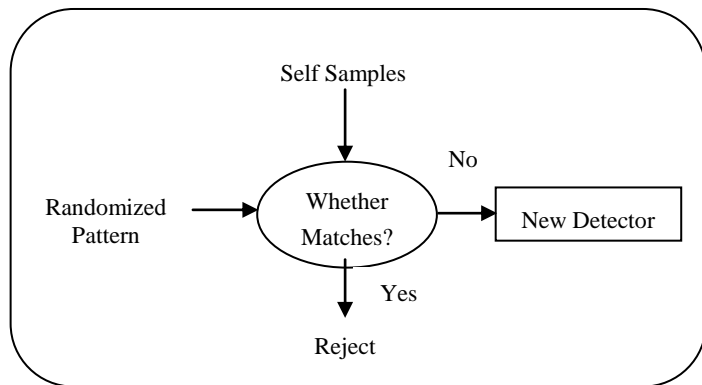 Self Samples
No
Randomized
Pattern
Whether
Matches?
New Detector
Yes
Reject